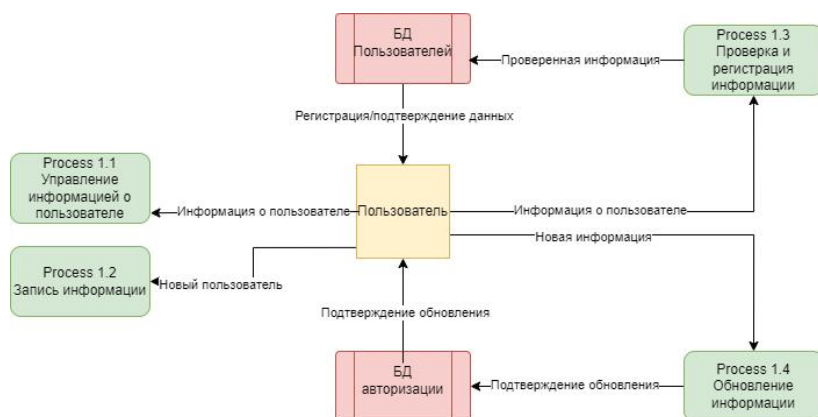 БД
Пользователей
Process 1.3
Проверка и
регистрация
информации
Проверенная информация
Регистрация/подтверждение данных
Process 1.1
Управление
информацией о
пользователе
Информация о пользователе
Пользователь
Информация о пользователе
Новая информация
Process 1.2
Запись информации
Новый пользователь
Подтверждение обновления
БД
авторизации
Подтверждение обновления
Process 1.4
Обновление
информации